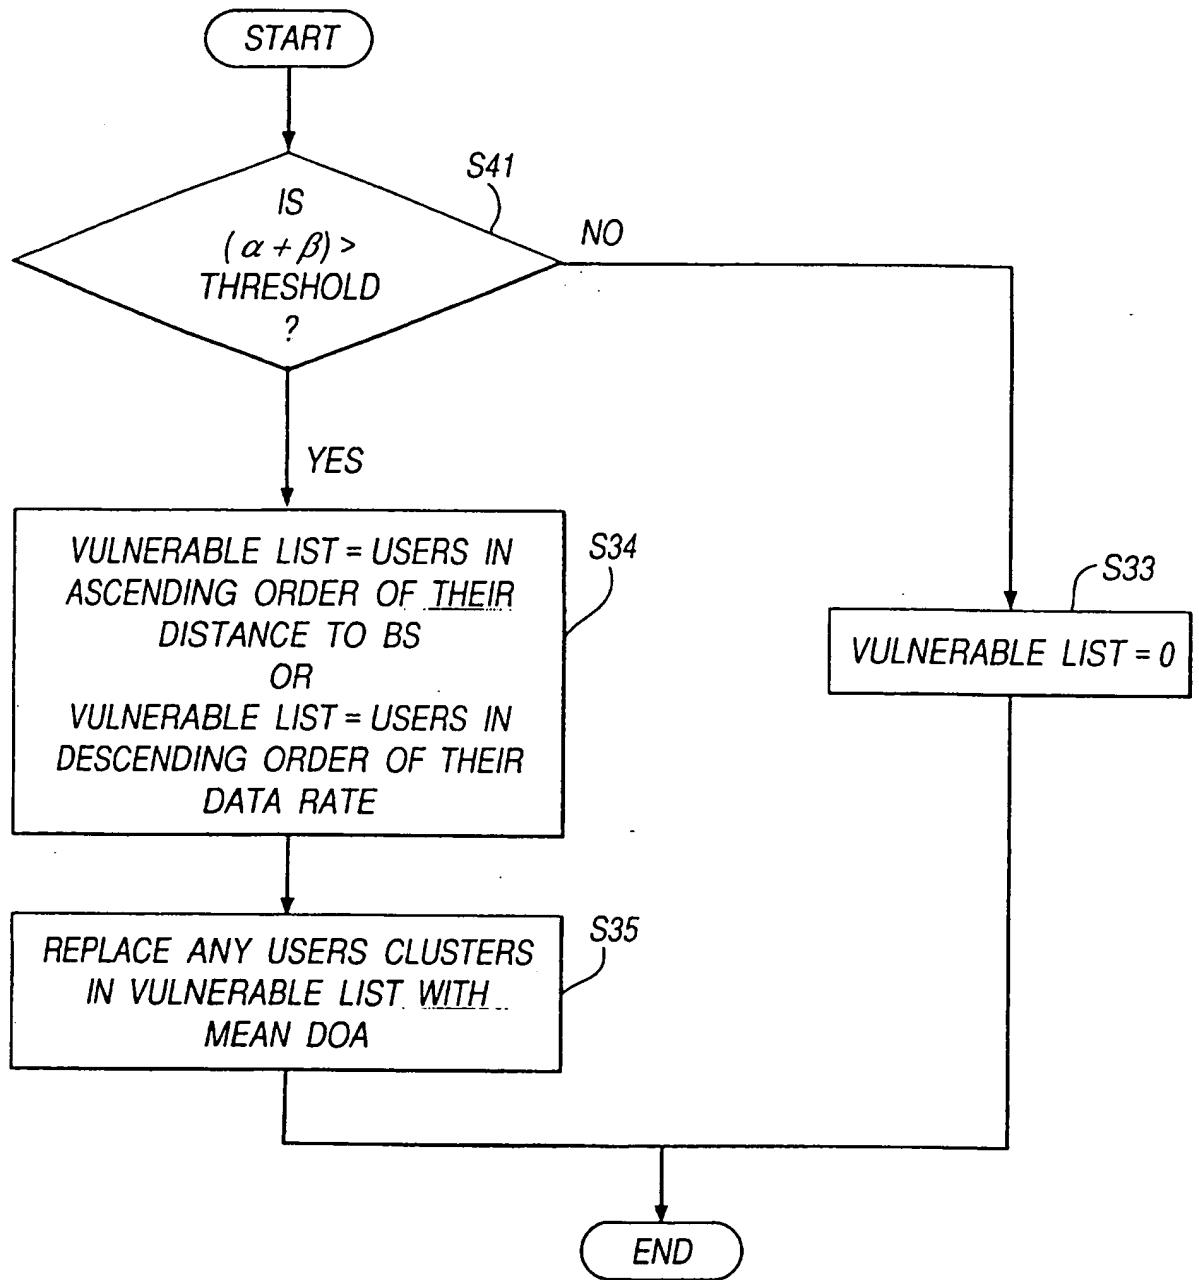 START
S41
IS
(α + β) >
THRESHOLD
?
NO
YES
VULNERABLE LIST = USERS IN
ASCENDING ORDER OF THEIR
DISTANCE TO BS
OR
VULNERABLE LIST = USERS IN
DESCENDING ORDER OF THEIR
DATA RATE
S34
S33
VULNERABLE LIST = 0
REPLACE ANY USERS CLUSTERS
IN VULNERABLE LIST WITH
MEAN DOA
S35
END